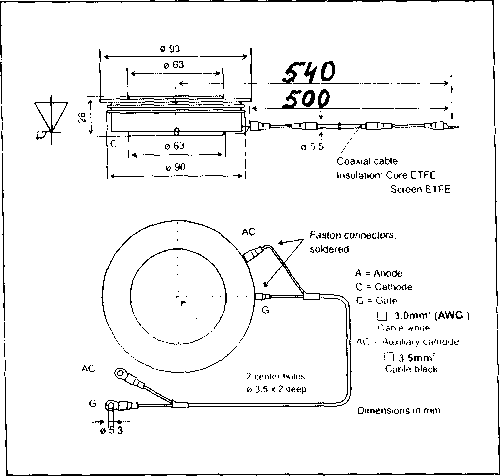 ø 93
ø 63
540
500
26
C
ø 63
ø 5.5
ø 90
Coaxial cable
Insulation: Core ETFE
Screen ETFE
AC
Faston connectors,
soldered
A = Anode
C = Cathode
G = Gate
G
☐ 3.0mm² (AWG )
Cable white
AC = Auxiliary cathode
☐ 3.5mm²
Cable black
AC
2 center holes
ø 3.5 x 2 deep
G
Dimensions in mm
ø 5.3